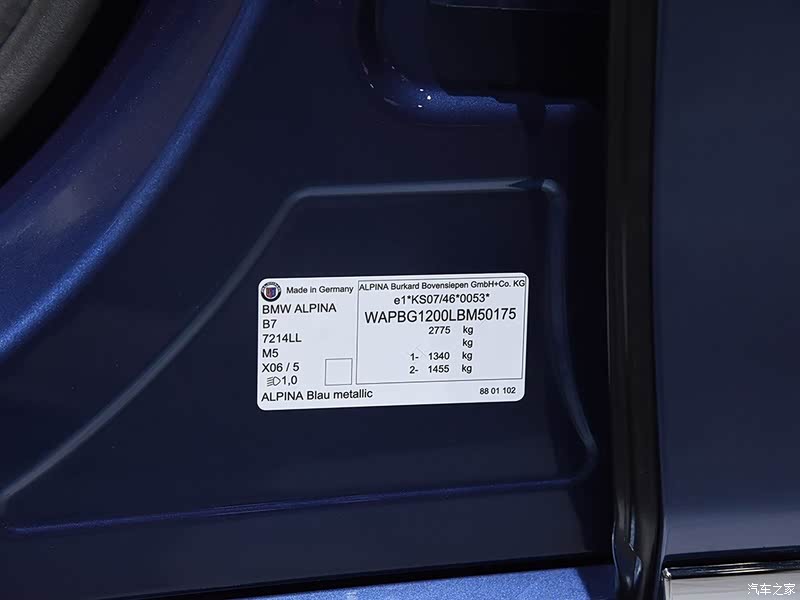 Made in Germany
ALPINA Burkard Bovensiepen GmbH+Co. KG
e1*KS07/46*0053*
BMW ALPINA
WAPBG1200LBM50175
B7
2775 kg
7214LL
kg
M5
1- 1340 kg
X06 / 5
2- 1455 kg
1,0
ALPINA Blau metallic
88 01 102
汽车之家